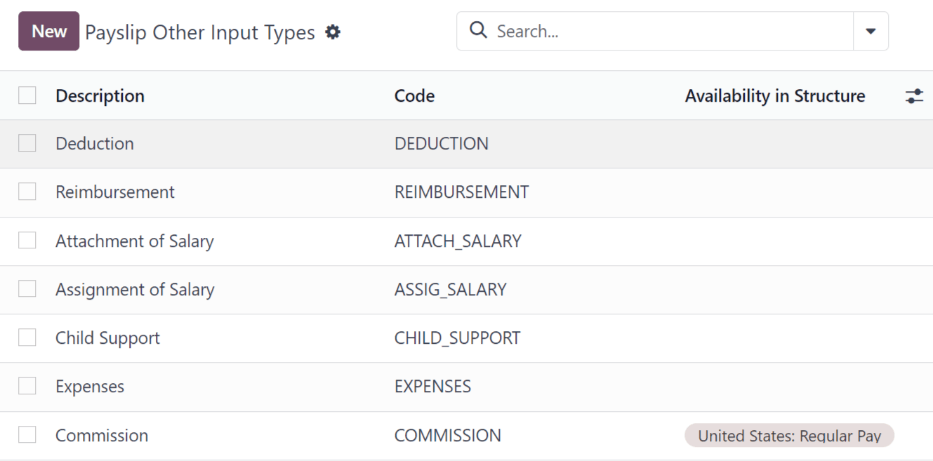 New Payslip Other Input Types Search...
Description Code Availability in Structure
Deduction DEDUCTION
Reimbursement REIMBURSEMENT
Attachment of Salary ATTACH_SALARY
Assignment of Salary ASSIG_SALARY
Child Support CHILD_SUPPORT
Expenses EXPENSES
Commission COMMISSION United States: Regular Pay